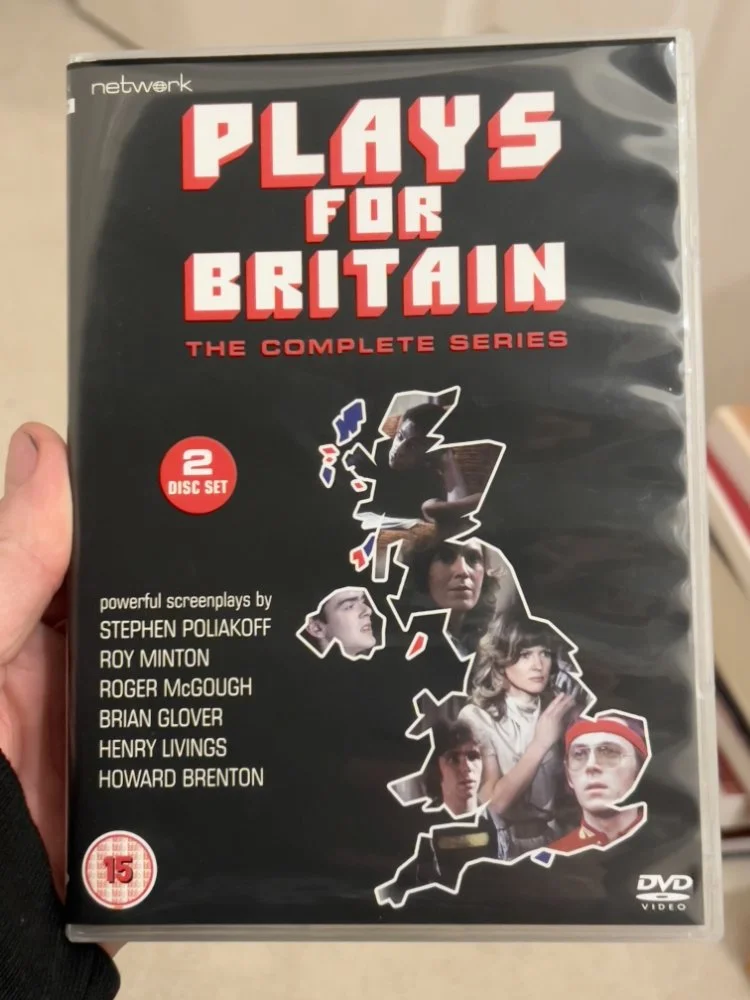 network
PLAYS
FOR
BRITAIN
THE COMPLETE SERIES
2
DISC SET
powerful screenplays by
STEPHEN POLIAKOFF
ROY MINTON
ROGER McGOUGH
BRIAN GLOVER
HENRY LIVINGS
HOWARD BRENTON
15
DVD
VIDEO